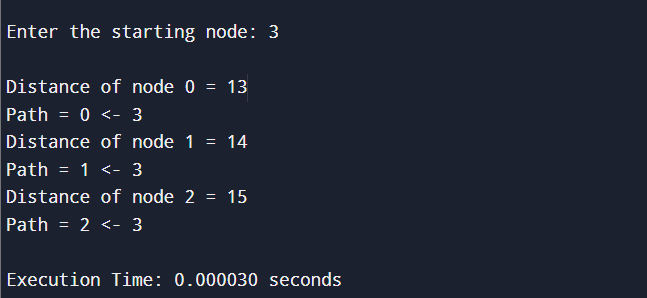 Enter the starting node: 3
Distance of node 0 = 13
Path = 0 <- 3
Distance of node 1 = 14
Path = 1 <- 3
Distance of node 2 = 15
Path = 2 <- 3
Execution Time: 0.000030 seconds